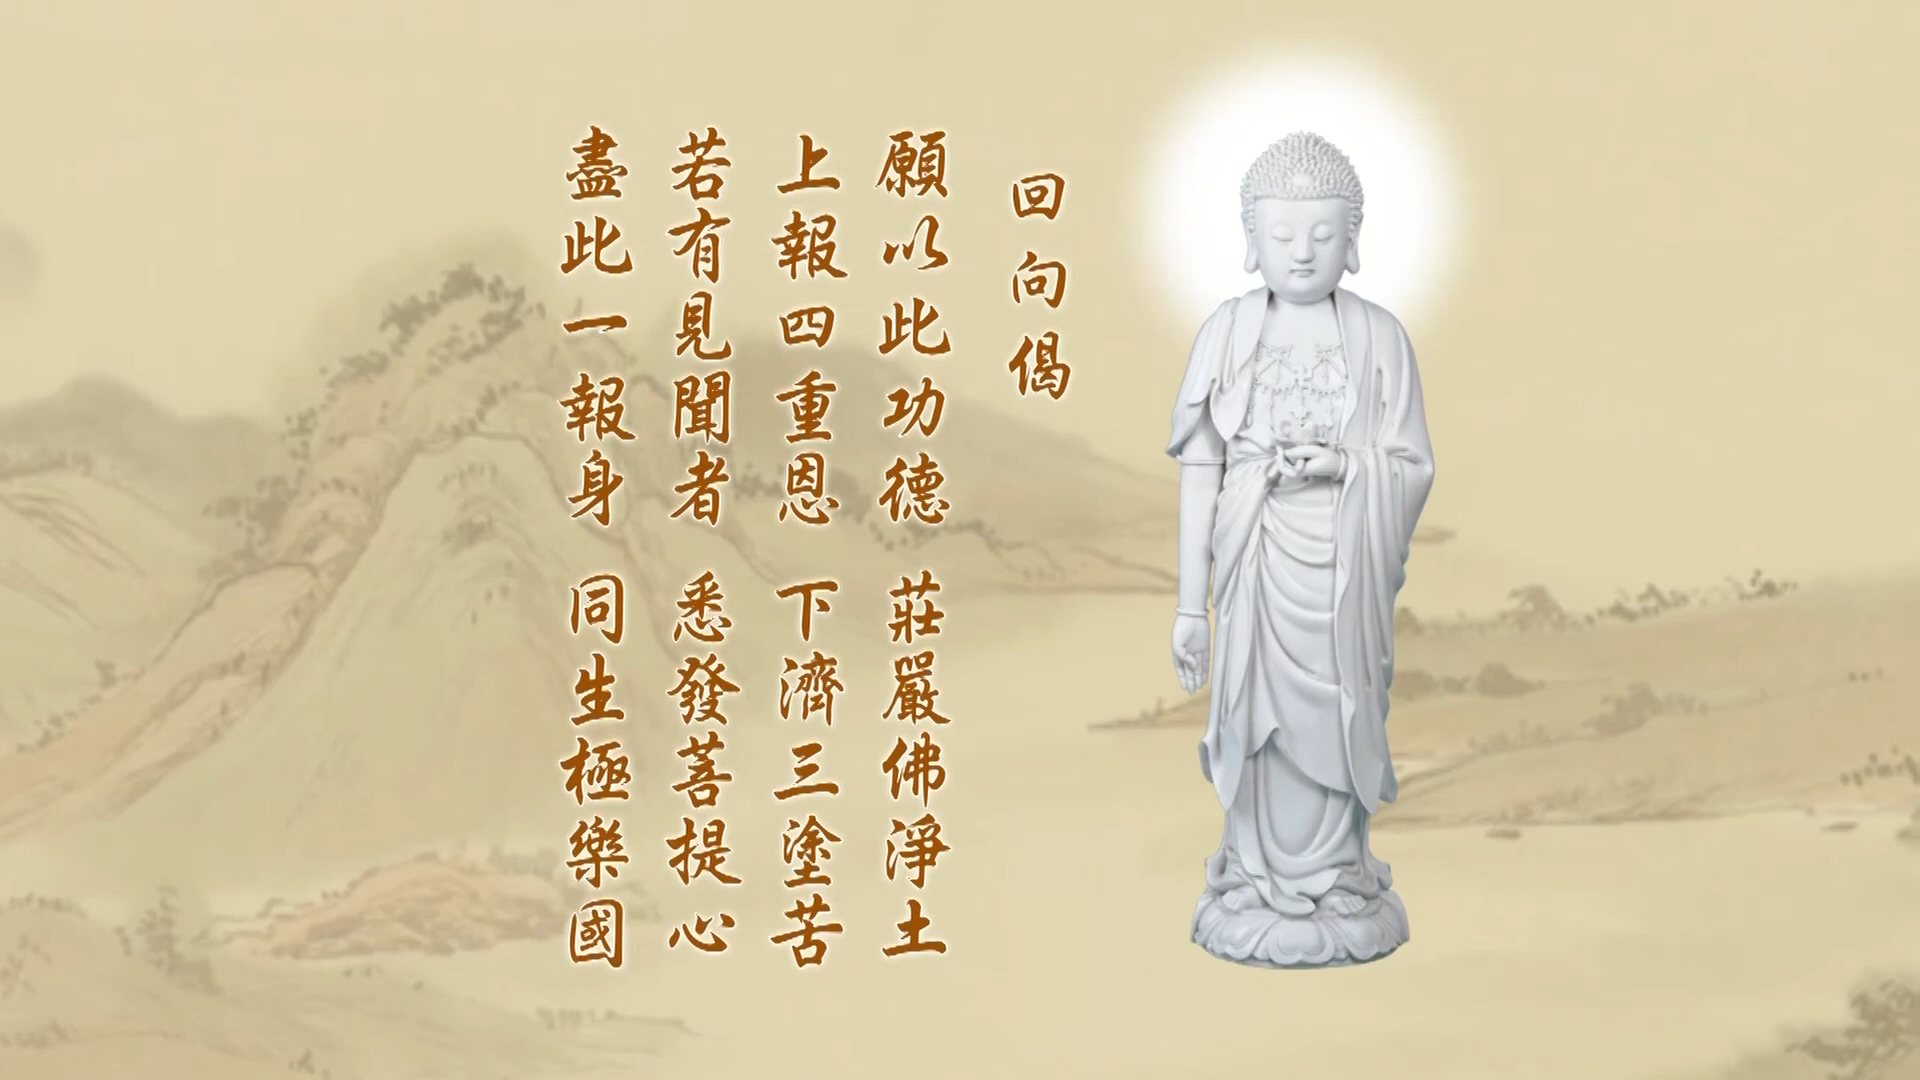 回向偈
願以此功德 莊嚴佛淨土
上報四重恩 下濟三塗苦
若有見聞者 悉發菩提心
盡此一報身 同生極樂國